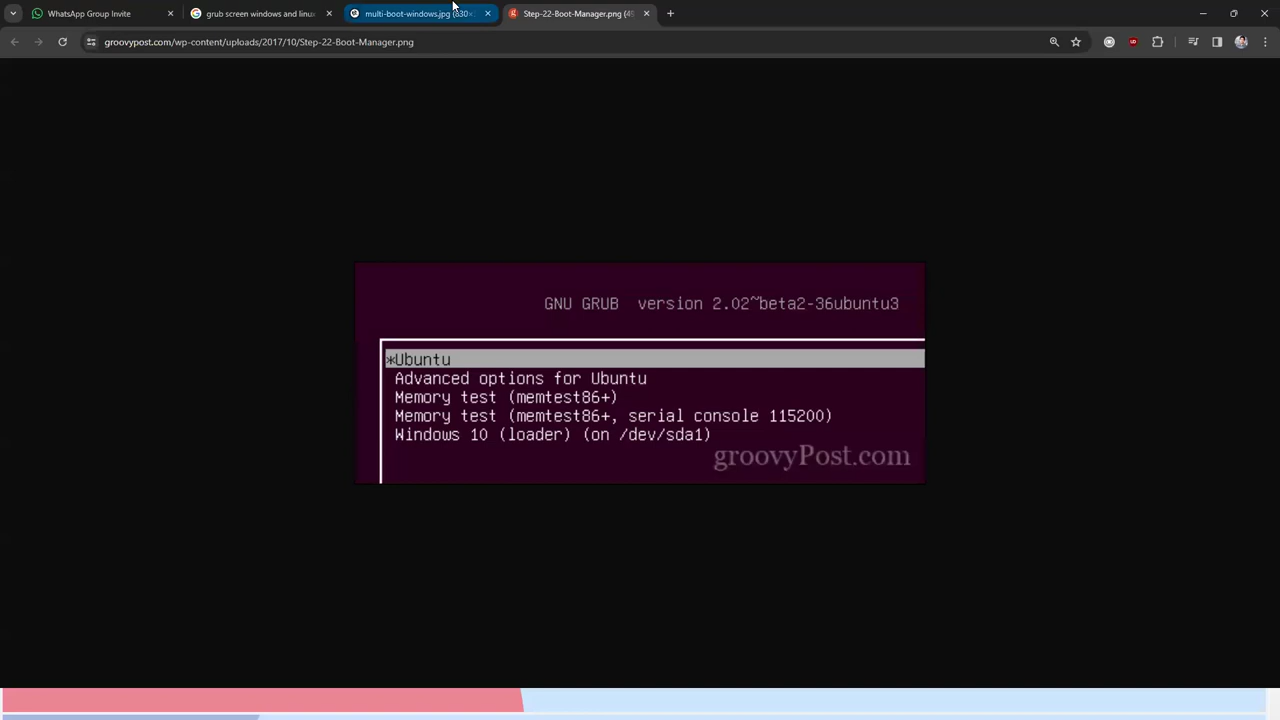 WhatsApp Group Invite
grub screen windows and linux
multi-boot-windows.jpg (830×
Step-22-Boot-Manager.png (45
groovypost.com/wp-content/uploads/2017/10/Step-22-Boot-Manager.png
GNU GRUB version 2.02~beta2-36ubuntu3
*Ubuntu
Advanced options for Ubuntu
Memory test (memtest86+)
Memory test (memtest86+, serial console 115200)
Windows 10 (loader) (on /dev/sda1)
groovyPost.com